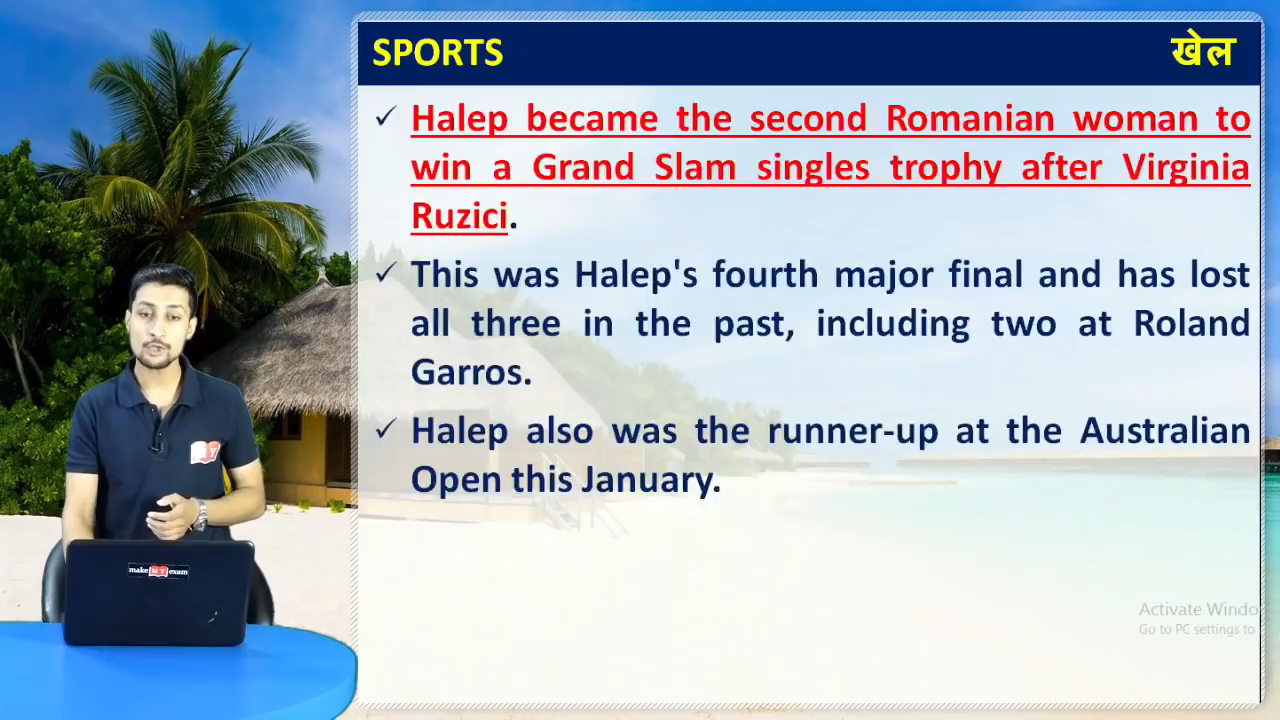 SPORTS खेल
Halep became the second Romanian woman to
win a Grand Slam singles trophy after Virginia
Ruzici.
This was Halep's fourth major final and has lost
all three in the past, including two at Roland
Garros.
Halep also was the runner-up at the Australian
Open this January.
MY
make MY exam
Activate Windo
Go to PC settings to